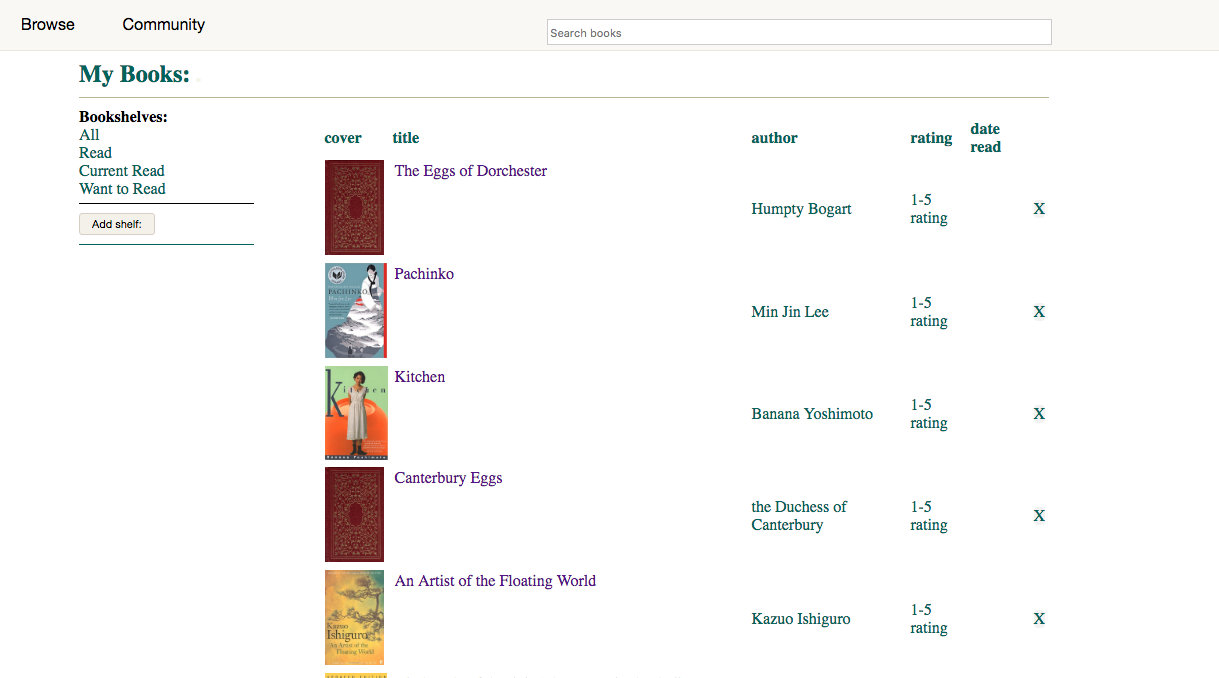 Browse
Community
Search books
My Books:
Bookshelves:
All
Read
Current Read
Want to Read
Add shelf:
cover
title
author
rating
date
read
The Eggs of Dorchester
Humpty Bogart
1-5
rating
X
PACHINKO
Pachinko
Min Jin Lee
1-5
rating
X
kitchen
Kitchen
Banana Yoshimoto
1-5
rating
X
Canterbury Eggs
the Duchess of
Canterbury
1-5
rating
X
Kazuo
Ishiguro
An Artist of the
Floating World
An Artist of the Floating World
Kazuo Ishiguro
1-5
rating
X